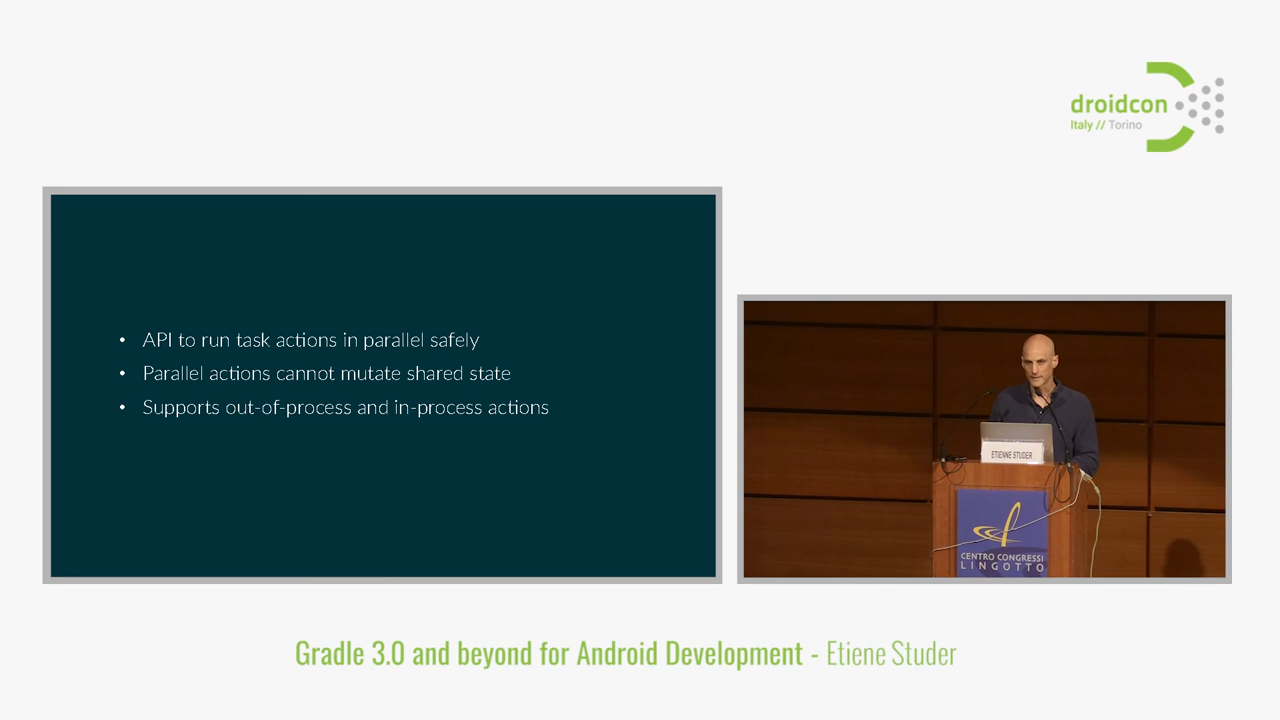 droidcon
Italy // Torino
• API to run task actions in parallel safely
• Parallel actions cannot mutate shared state
• Supports out-of-process and in-process actions
ETIENNE STUDER
CENTRO CONGRESSI
LINGOTTO
Gradle 3.0 and beyond for Android Development - Etiene Studer